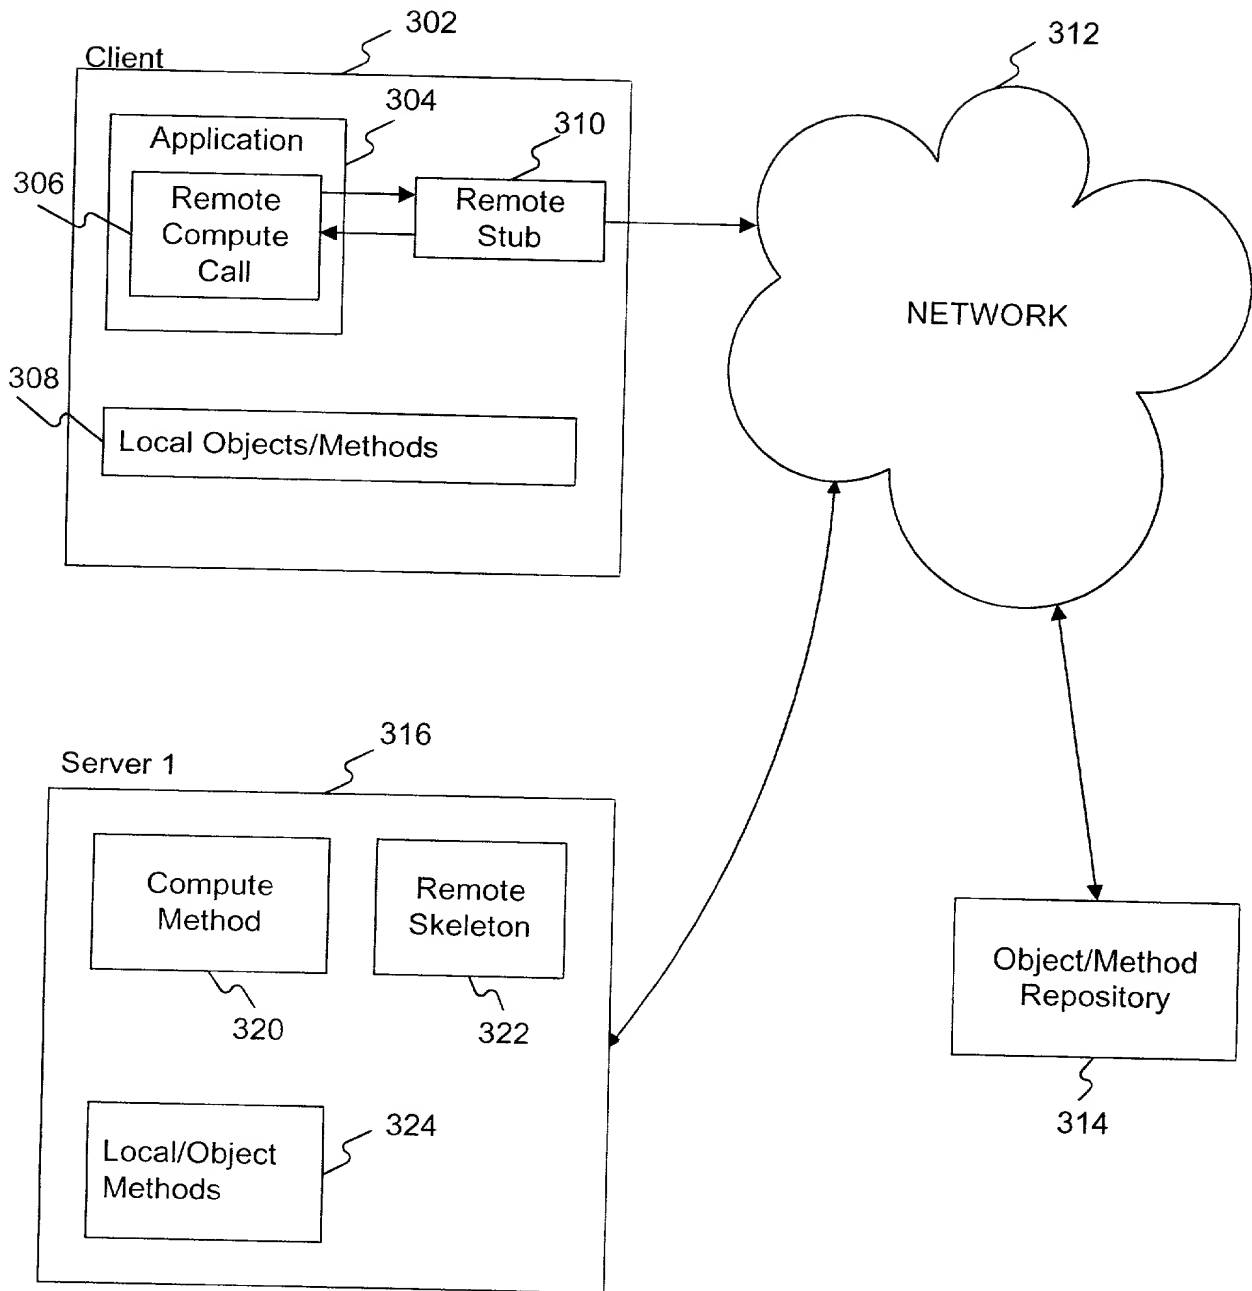 302
312
Client
304
310
Application
306
Remote
Compute
Call
Remote
Stub
NETWORK
308
Local Objects/Methods
316
Server 1
Compute
Method
Remote
Skeleton
Object/Method
Repository
320
322
314
324
Local/Object
Methods